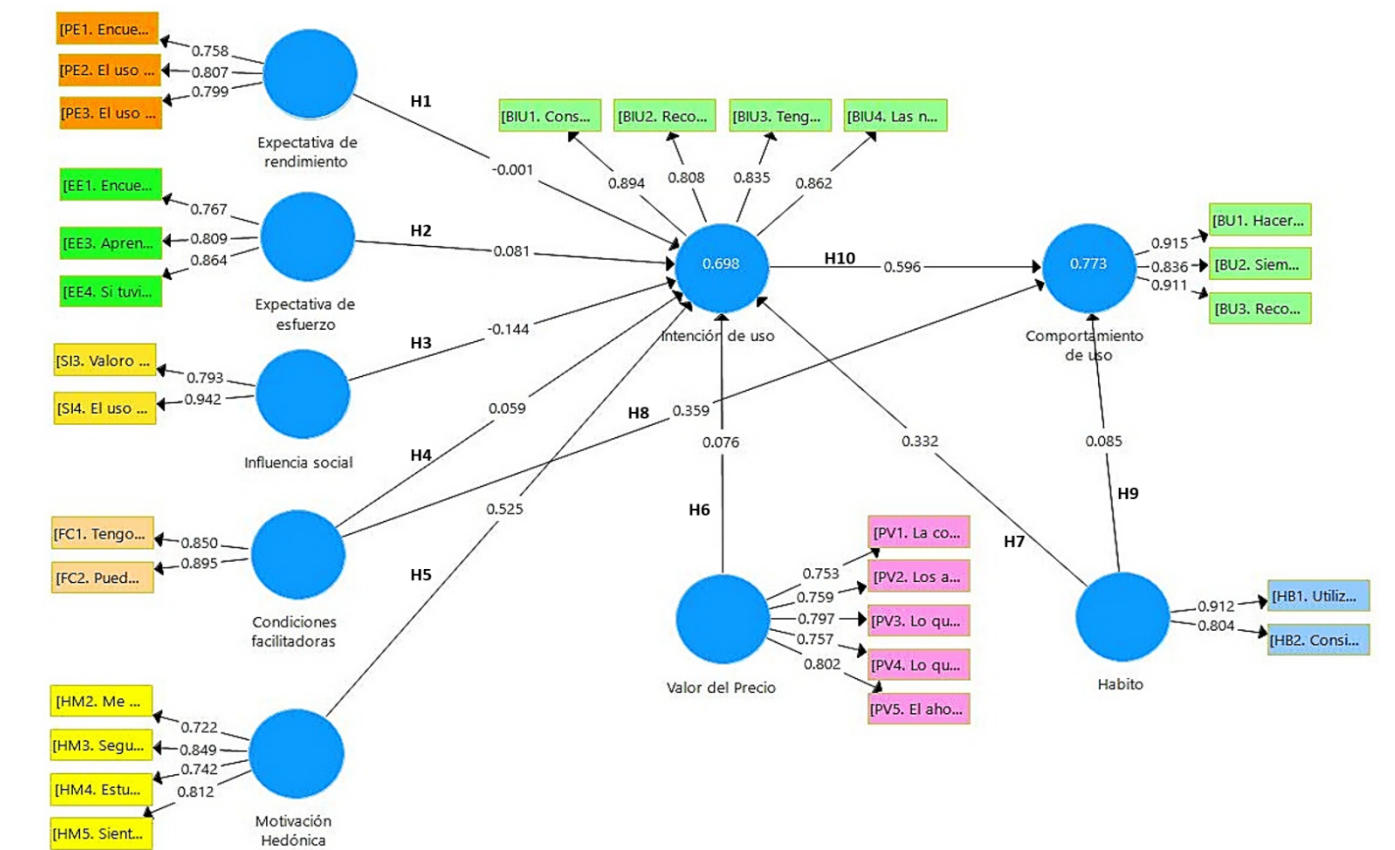 [PE1. Encue...
0.758
[PE2. El uso ...
0.807
[PE3. El uso ...
0.799
Expectativa de
rendimiento
H1
-0.001
[BIU1. Cons...
[BIU2. Reco...
[BIU3. Teng...
[BIU4. Las n...
0.894
0.808
0.835
0.862
[EE1. Encue...
0.767
[EE3. Apren...
0.809
[EE4. Si tuvi...
0.864
Expectativa de
esfuerzo
H2
0.081
0.698
Intención de uso
H10
0.596
0.773
Comportamiento
de uso
[BU1. Hacer...
0.915
[BU2. Siem...
0.836
[BU3. Reco...
0.911
[SI3. Valoro ...
0.793
[SI4. El uso ...
0.942
Influencia social
H3
-0.144
0.059
H4
H8
0.359
0.076
0.332
0.085
[FC1. Tengo...
0.850
[FC2. Pued...
0.895
Condiciones
facilitadoras
0.525
H5
H6
H7
H9
[PV1. La co...
0.753
[PV2. Los a...
0.759
[PV3. Lo qu...
0.797
[PV4. Lo qu...
0.757
[PV5. El aho...
0.802
Valor del Precio
[HB1. Utiliz...
0.912
[HB2. Consi...
0.804
Habito
[HM2. Me ...
0.722
[HM3. Segu...
0.849
[HM4. Estu...
0.742
[HM5. Sient...
0.812
Motivación
Hedónica